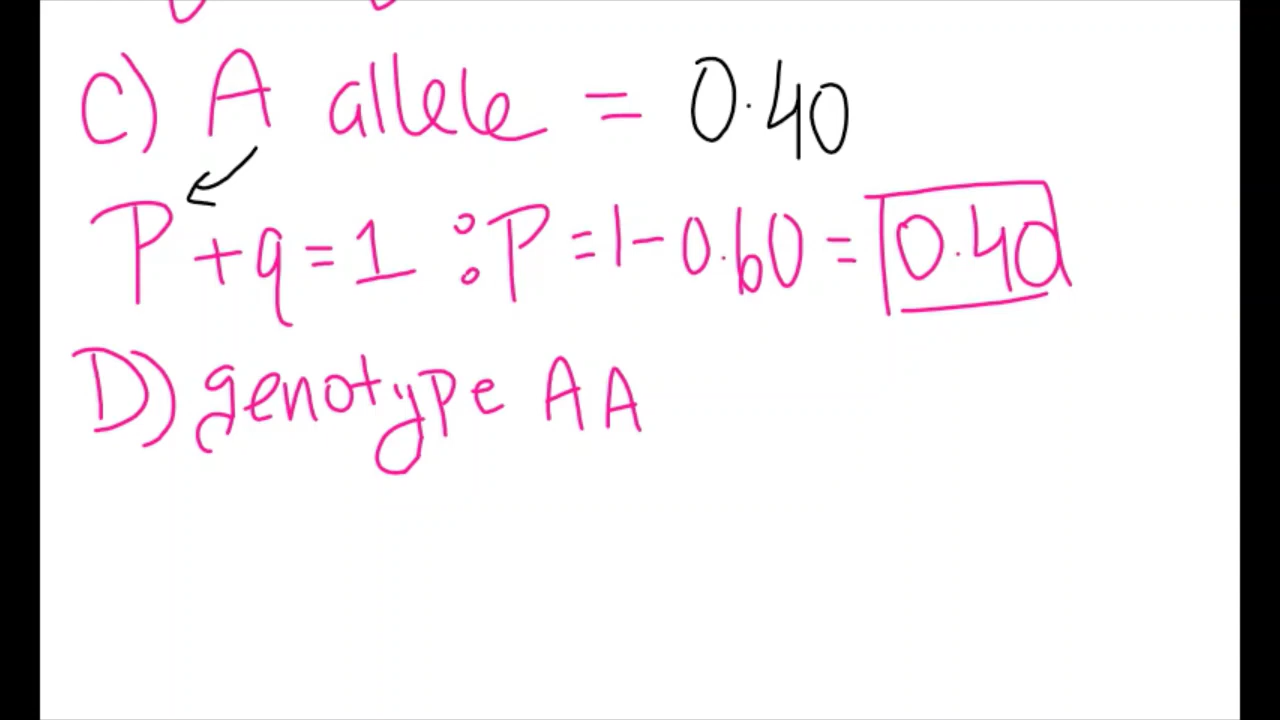 C) A allele = 0.40
P + q = 1 : P = 1 - 0.60 = 0.40
D) genotype AA